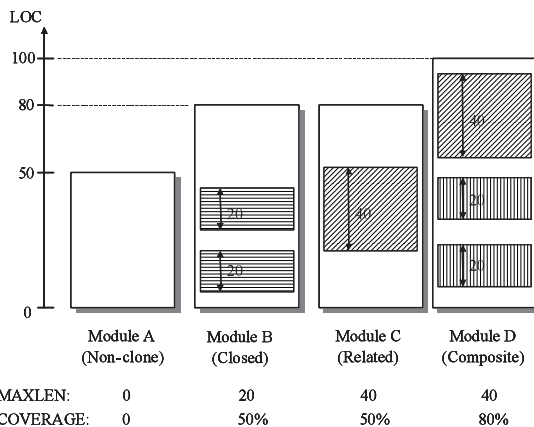 LOC
100
80
50
0
40
20
20
20
40
20
Module A
(Non-clone)
Module B
(Closed)
Module C
(Related)
Module D
(Composite)
MAXLEN: 0 20 40 40
COVERAGE: 0 50% 50% 80%